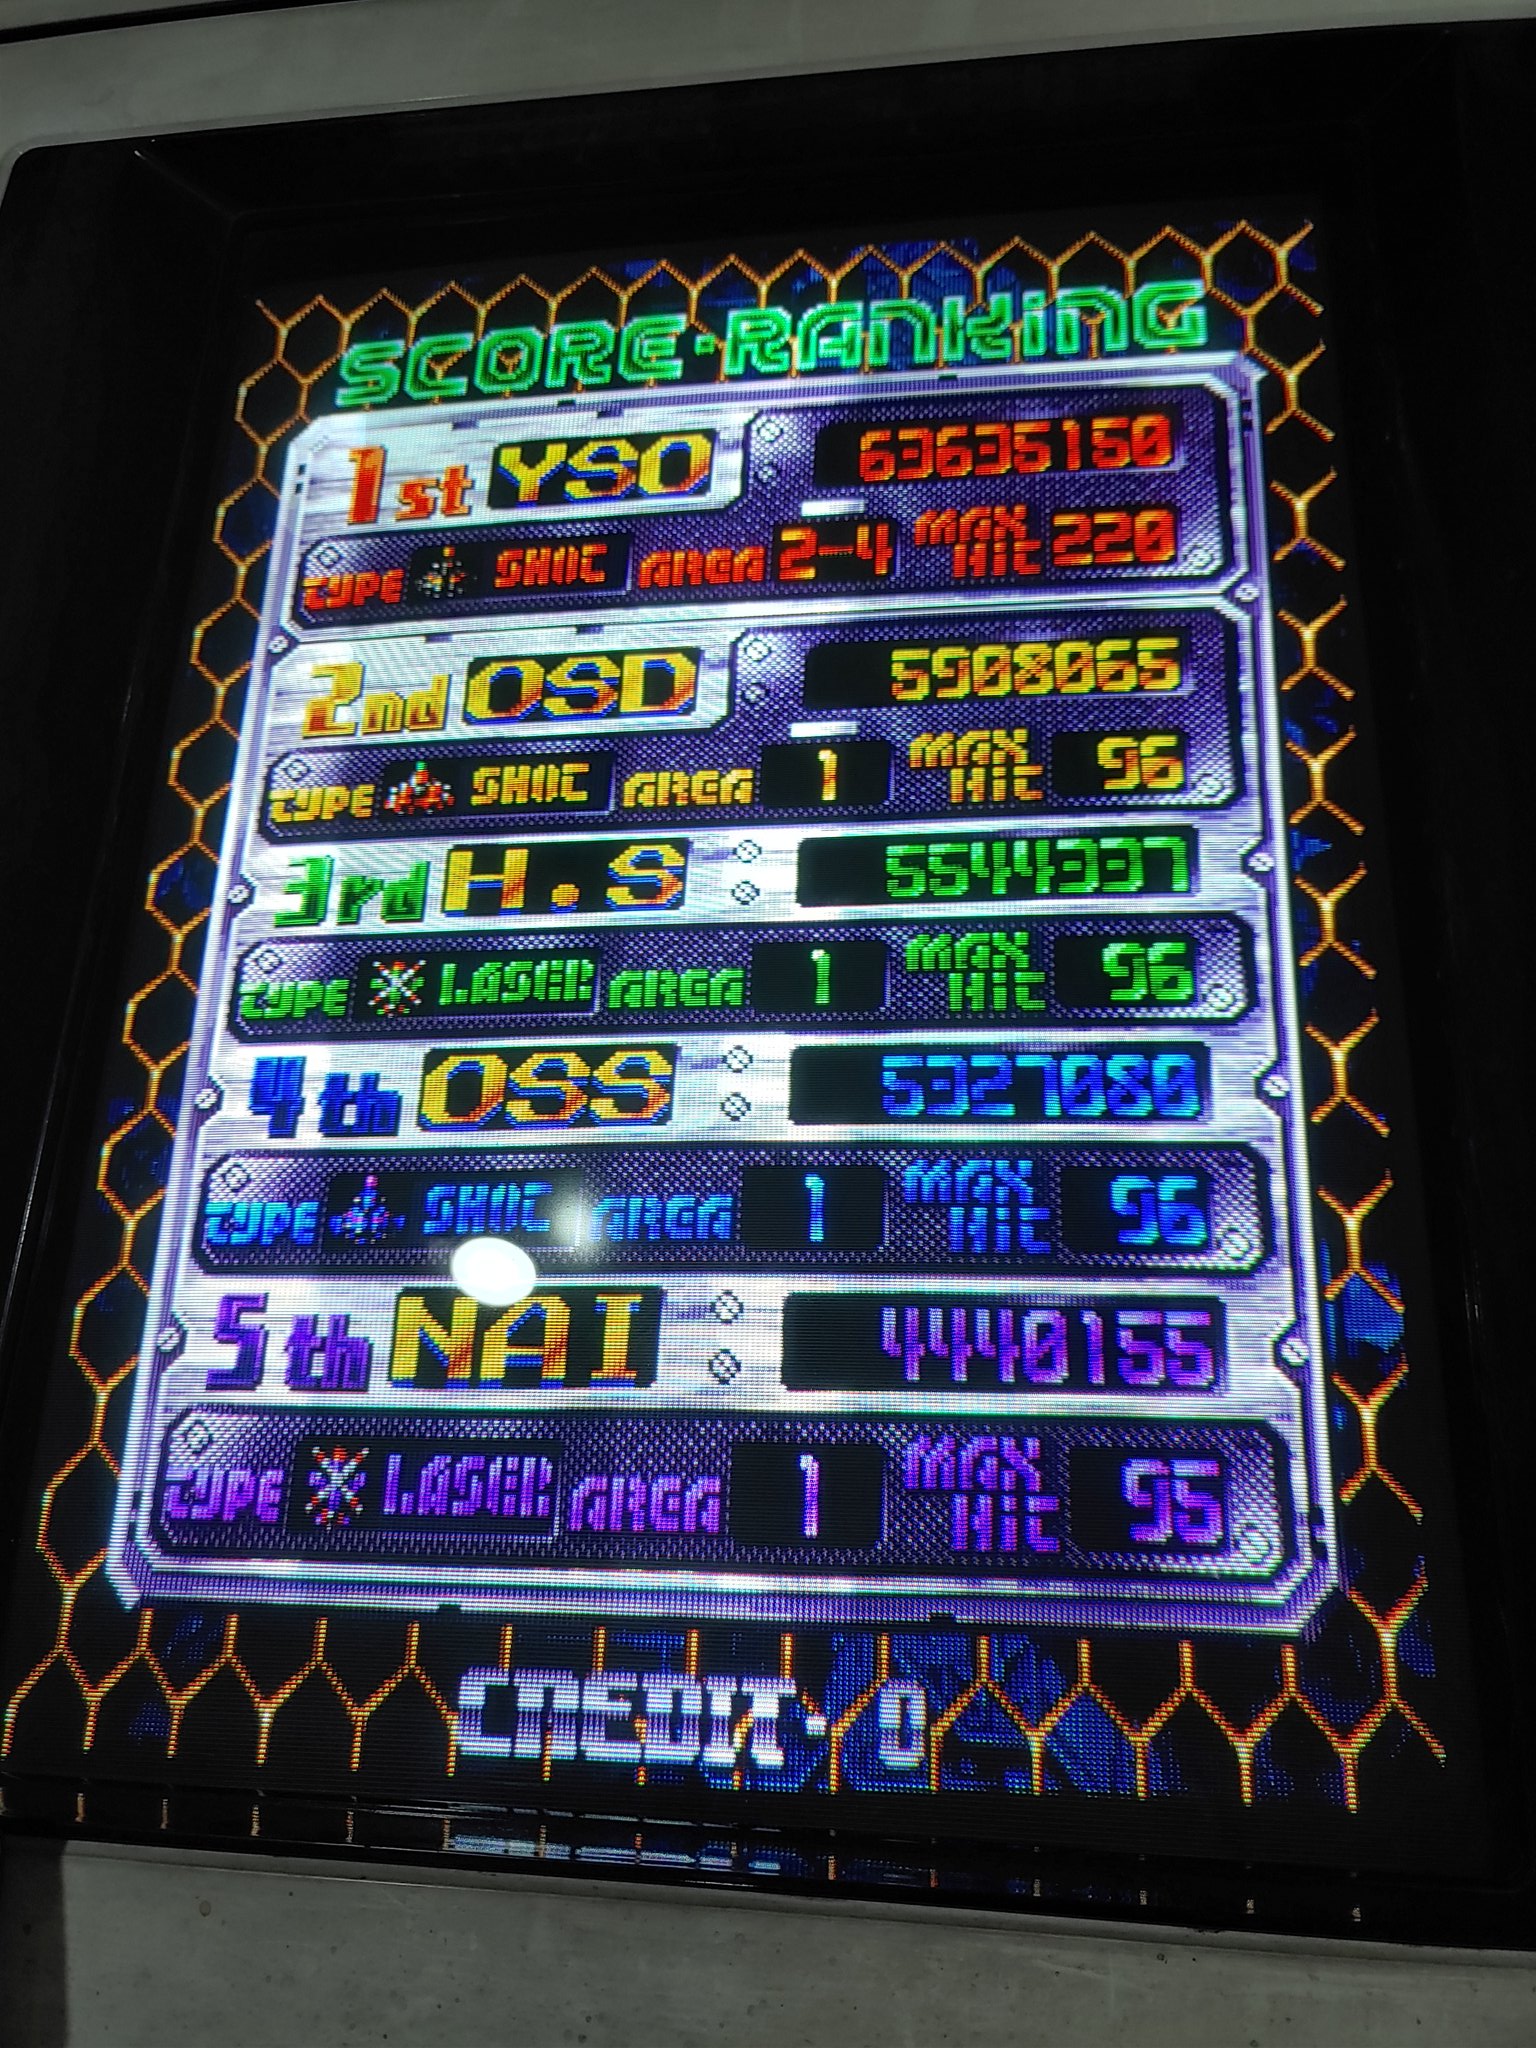 SCORE·RANKING
1st YSO 63635150
TYPE SHOT AREA 2-4 MAX HIT 220
2nd OSD 5908065
TYPE SHOT AREA 1 MAX HIT 96
3rd H.S 5544337
TYPE LASER AREA 1 MAX HIT 96
4th OSS 5327080
TYPE SHOT AREA 1 MAX HIT 96
5th NAI 4440155
TYPE LASER AREA 1 MAX HIT 95
CREDIT· 0